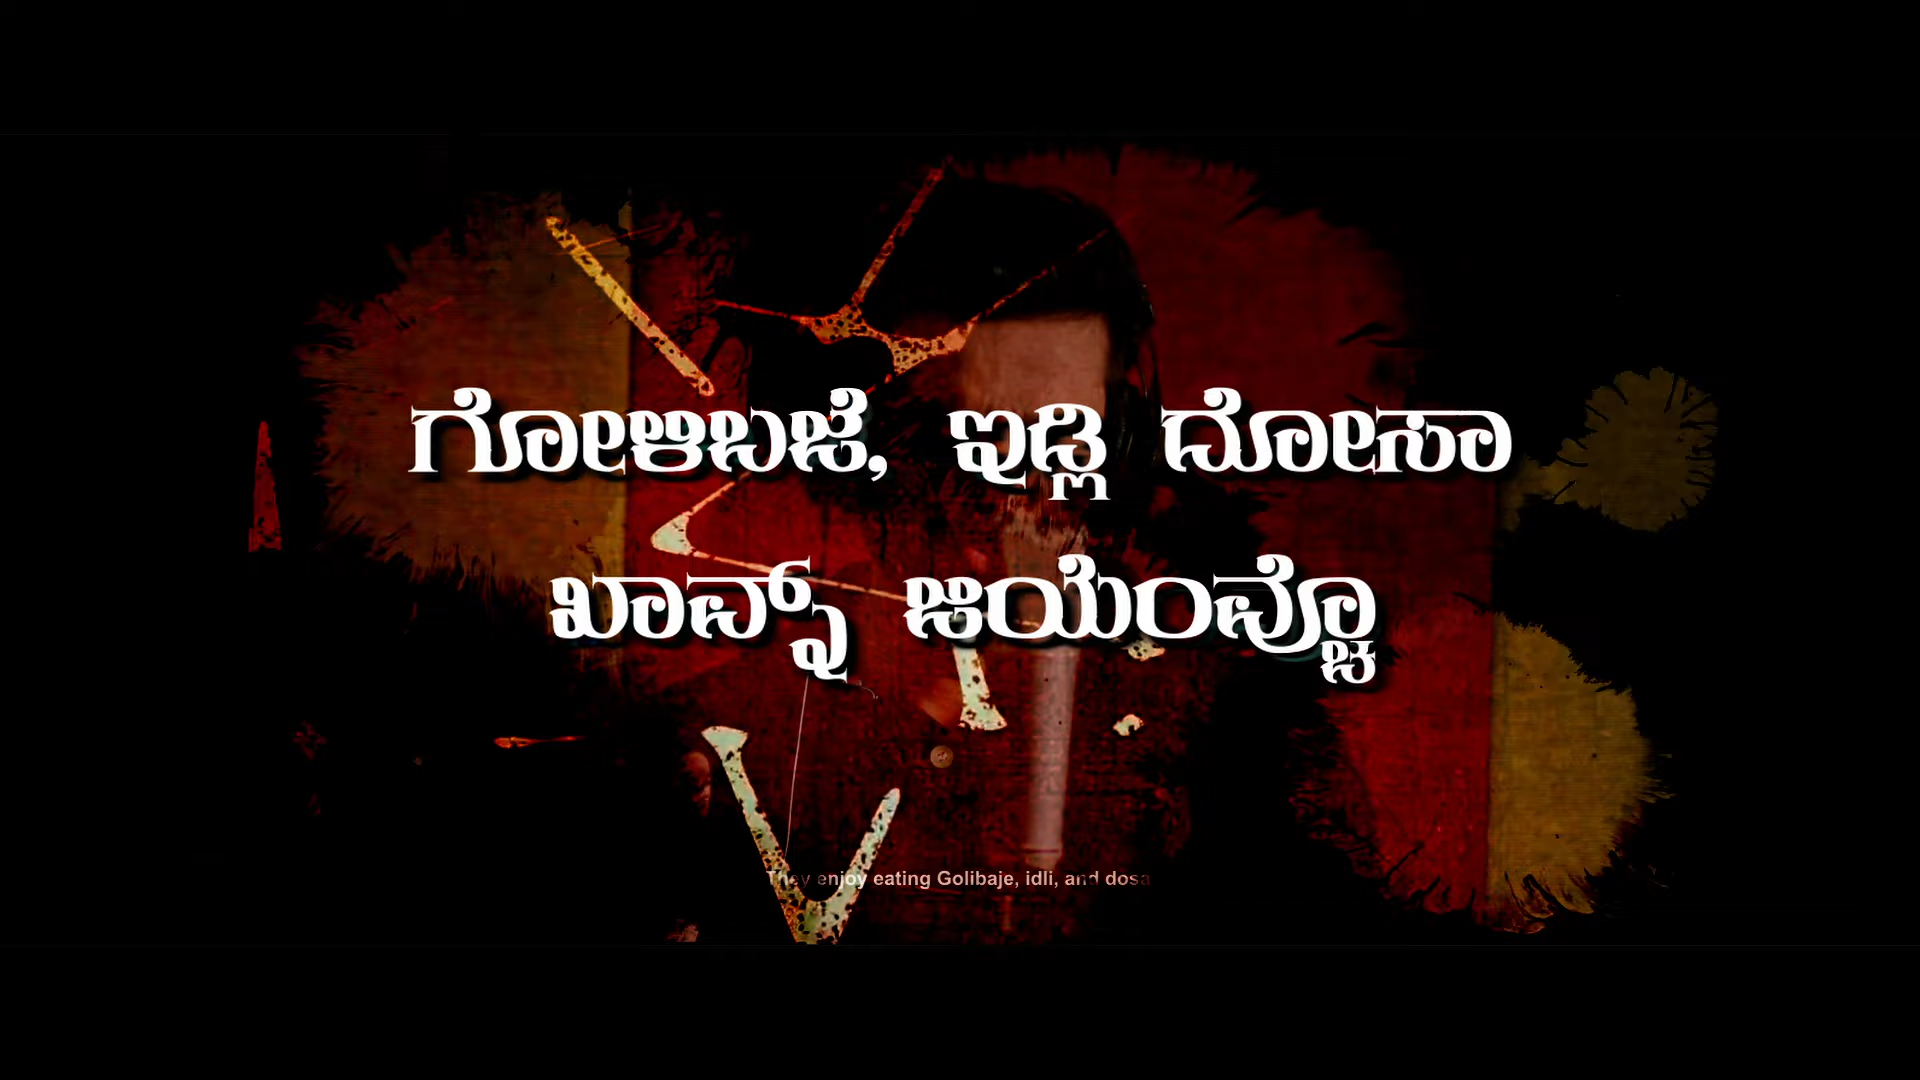 ಗೋಳಿಬಜೆ, ಇಡ್ಲಿ ದೋಸಾ
ಖಾವ್ನ್ ಜಿಯೆಂವ್ಚೊ
They enjoy eating Golibaje, idli, and dosa